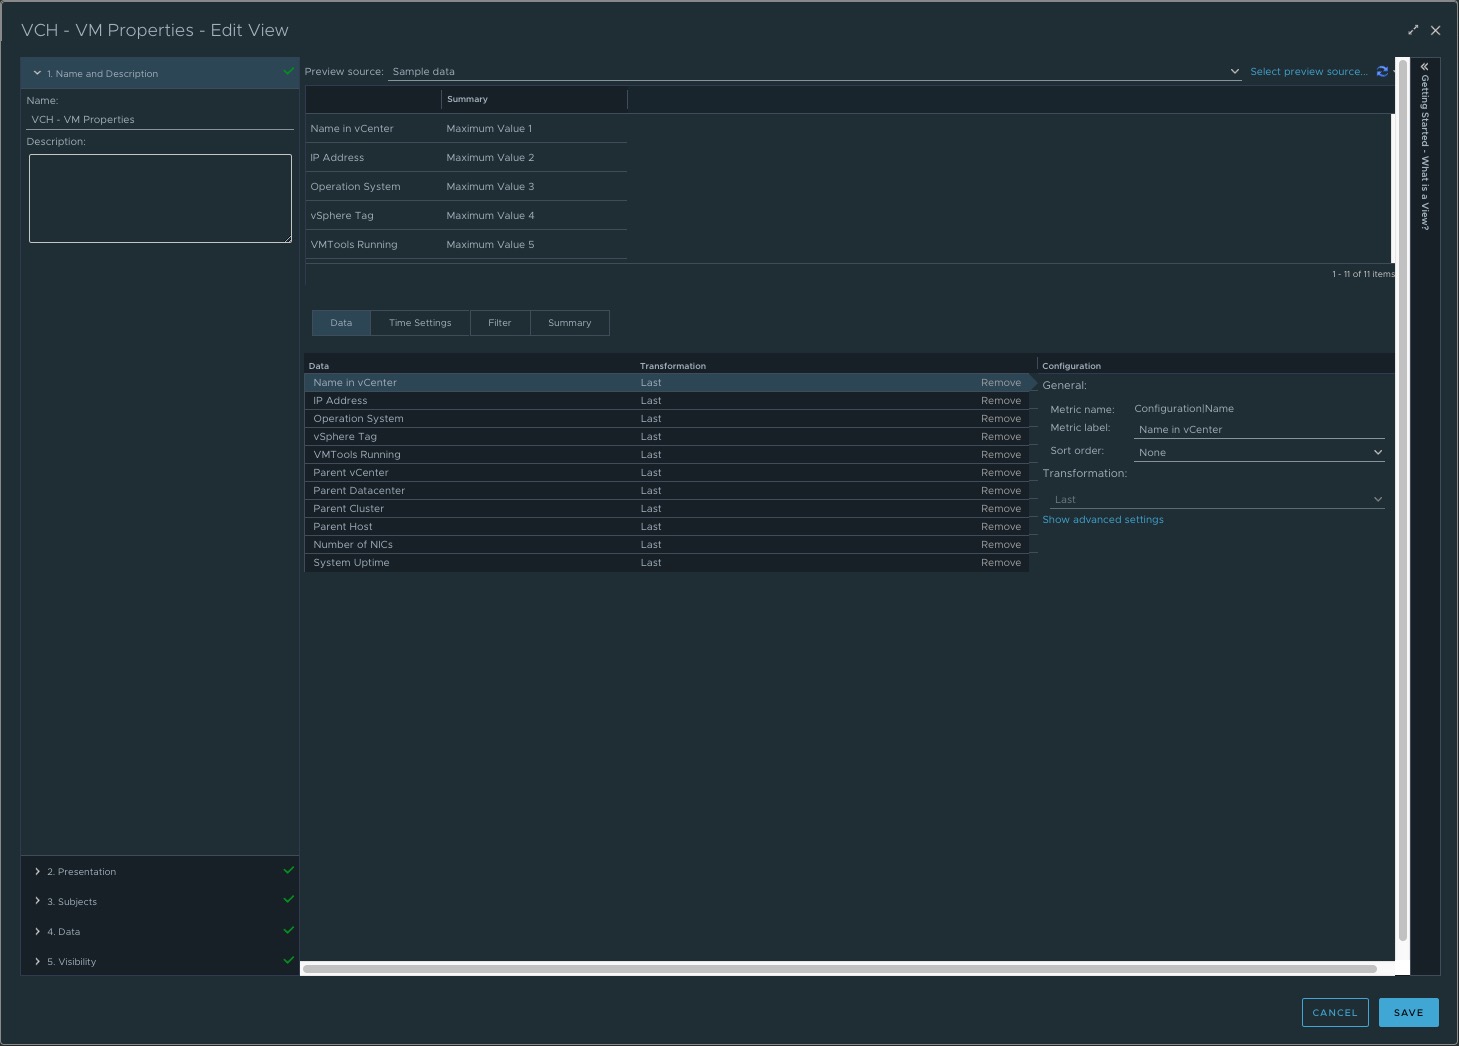 VCH - VM Properties - Edit View
1. Name and Description
Name:
VCH - VM Properties
Description:
2. Presentation
3. Subjects
4. Data
5. Visibility
Preview source: Sample data Select preview source...
Summary
Name in vCenter Maximum Value 1
IP Address Maximum Value 2
Operation System Maximum Value 3
vSphere Tag Maximum Value 4
VMTools Running Maximum Value 5
1 - 11 of 11 items
Data Time Settings Filter Summary
Data Transformation
Name in vCenter Last Remove
IP Address Last Remove
Operation System Last Remove
vSphere Tag Last Remove
VMTools Running Last Remove
Parent vCenter Last Remove
Parent Datacenter Last Remove
Parent Cluster Last Remove
Parent Host Last Remove
Number of NICs Last Remove
System Uptime Last Remove
Configuration
General:
Metric name: Configuration|Name
Metric label: Name in vCenter
Sort order: None
Transformation:
Last
Show advanced settings
Getting Started - What is a View?
CANCEL SAVE